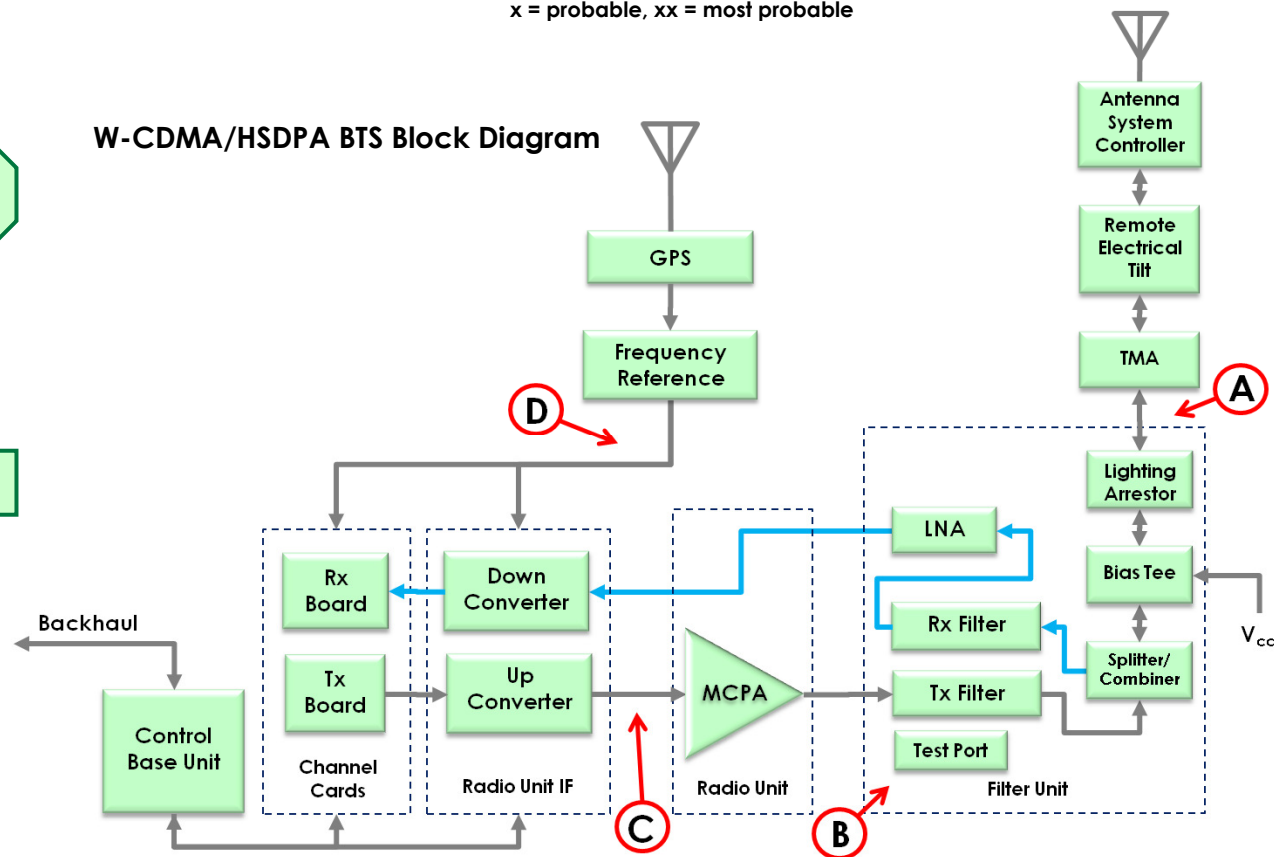 x = probable, xx = most probable
W-CDMA/HSDPA BTS Block Diagram
Antenna
System
Controller
Remote
Electrical
Tilt
TMA
A
GPS
Frequency
Reference
D
Lighting
Arrestor
Bias Tee
Vcc
Splitter/
Combiner
LNA
Rx Filter
Tx Filter
Test Port
Filter Unit
B
MCPA
Radio Unit
C
Down
Converter
Up
Converter
Radio Unit IF
Rx
Board
Tx
Board
Channel
Cards
Backhaul
Control
Base Unit